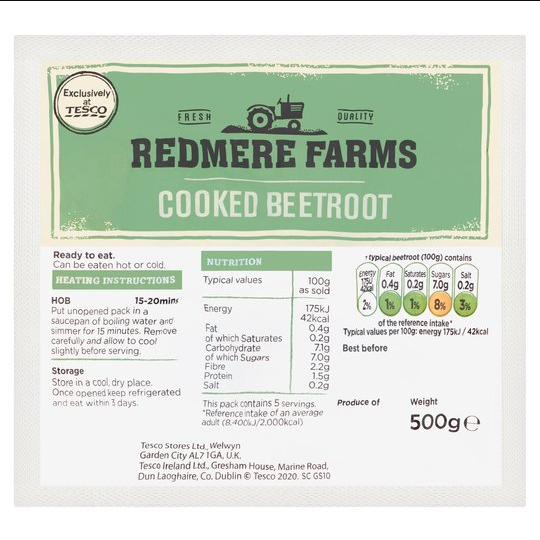 Exclusively
at
TESCO
FRESH QUALITY
REDMERE FARMS
COOKED BEETROOT
Ready to eat.
Can be eaten hot or cold.
HEATING INSTRUCTIONS
HOB 15-20mins
Put unopened pack in a
saucepan of boiling water and
simmer for 15 minutes. Remove
carefully and allow to cool
slightly before serving.
Storage
Store in a cool, dry place.
Once opened keep refrigerated
and eat within 3 days.
NUTRITION
Typical values 100g
as sold
Energy 175kJ
42kcal
Fat 0.4g
of which Saturates 0.2g
Carbohydrate 7.1g
of which Sugars 7.0g
Fibre 2.2g
Protein 1.5g
Salt 0.2g
This pack contains 5 servings.
*Reference intake of an average
adult (8,400kJ/2,000kcal)
1 typical beetroot (100g) contains
Energy Fat Saturates Sugars Salt
175kJ 0.4g 0.2g 7.0g 0.2g
42kcal
2% 1% 1% 8% 3%
of the reference intake*
Typical values per 100g: energy 175kJ / 42kcal
Best before
Produce of Weight
500g℮
Tesco Stores Ltd., Welwyn
Garden City AL7 1GA, U.K.
Tesco Ireland Ltd., Gresham House, Marine Road,
Dun Laoghaire, Co. Dublin © Tesco 2020. SC GS10